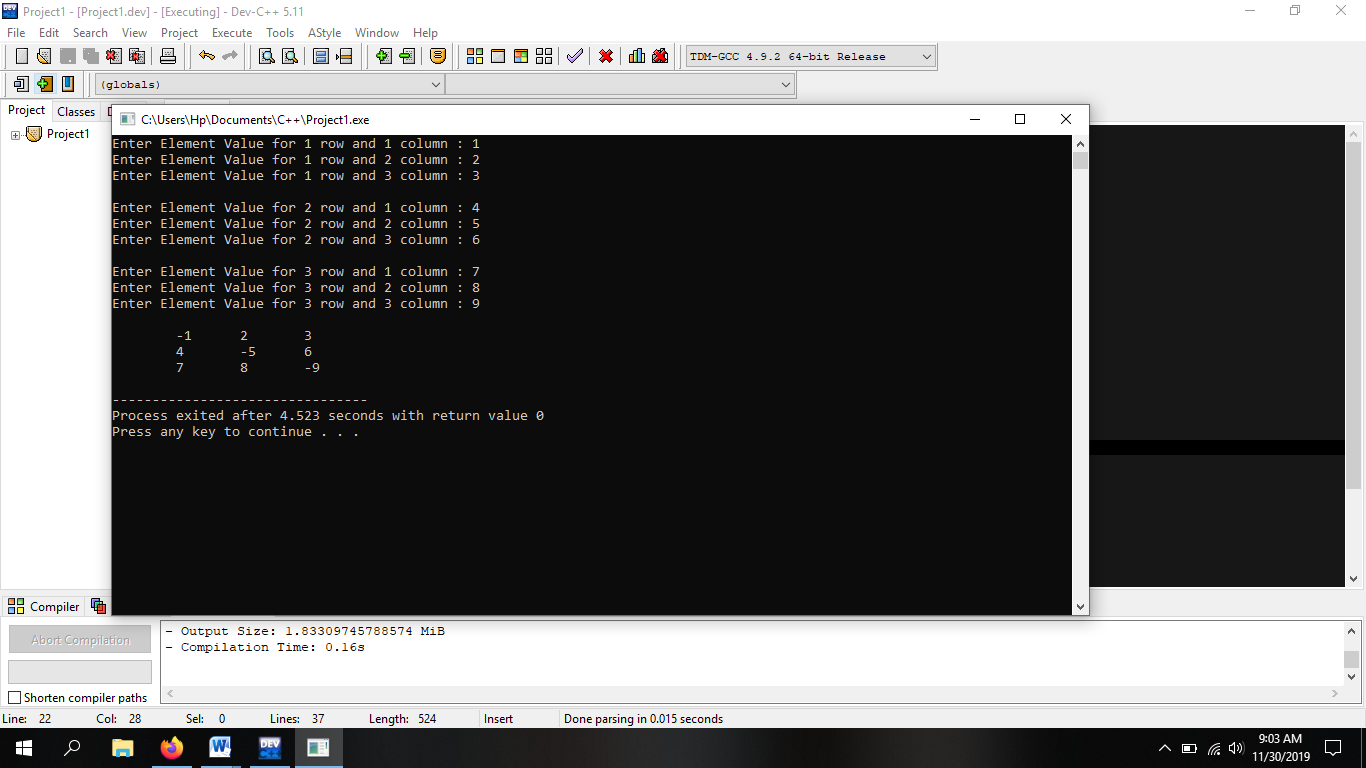 Project1 - [Project1.dev] - [Executing] - Dev-C++ 5.11
File Edit Search View Project Execute Tools AStyle Window Help
TDM-GCC 4.9.2 64-bit Release
(globals)
Project Classes
Project1
C:\Users\Hp\Documents\C++\Project1.exe
Enter Element Value for 1 row and 1 column : 1
Enter Element Value for 1 row and 2 column : 2
Enter Element Value for 1 row and 3 column : 3
Enter Element Value for 2 row and 1 column : 4
Enter Element Value for 2 row and 2 column : 5
Enter Element Value for 2 row and 3 column : 6
Enter Element Value for 3 row and 1 column : 7
Enter Element Value for 3 row and 2 column : 8
Enter Element Value for 3 row and 3 column : 9
-1 2 3
4 -5 6
7 8 -9
--------------------------------
Process exited after 4.523 seconds with return value 0
Press any key to continue . . .
Compiler
Abort Compilation
Shorten compiler paths
- Output Size: 1.83309745788574 MiB
- Compilation Time: 0.16s
Line: 22 Col: 28 Sel: 0 Lines: 37 Length: 524 Insert Done parsing in 0.015 seconds
9:03 AM
11/30/2019